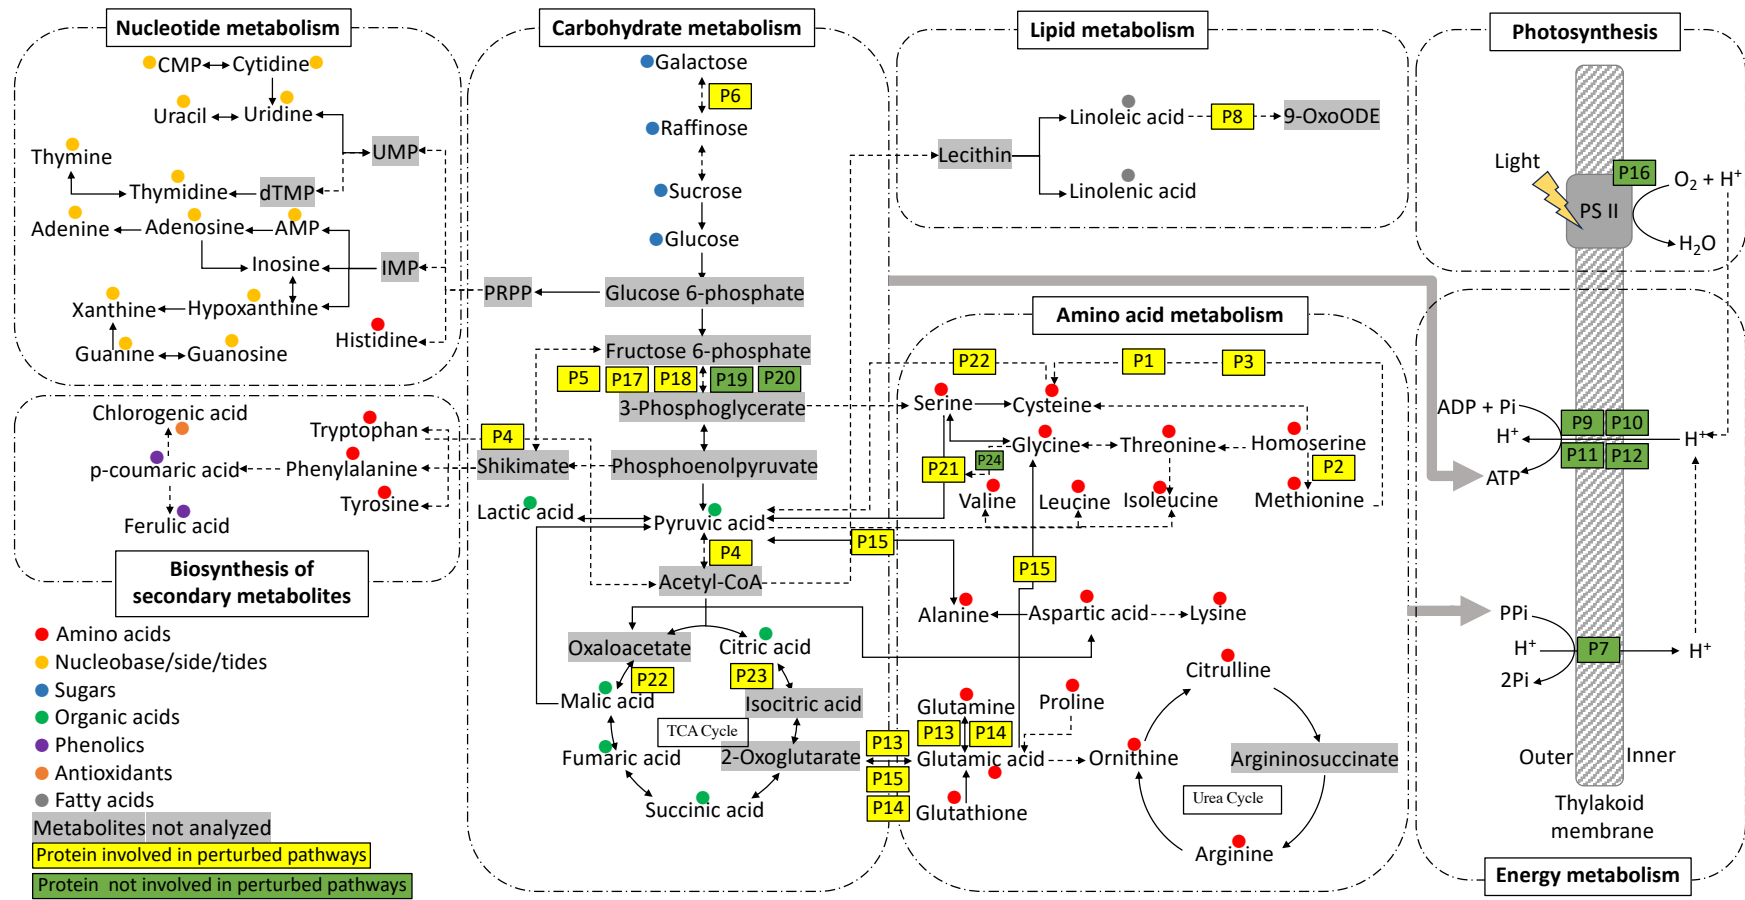 Nucleotide metabolism
CMP
Cytidine
Uracil
Uridine
Thymine
UMP
Thymidine
dTMP
Adenine
Adenosine
AMP
Inosine
IMP
Xanthine
Hypoxanthine
Guanine
Guanosine
Histidine
Chlorogenic acid
Tryptophan
p-coumaric acid
Phenylalanine
Tyrosine
Ferulic acid
Biosynthesis of
secondary metabolites
Amino acids
Nucleobase/side/tides
Sugars
Organic acids
Phenolics
Antioxidants
Fatty acids
Metabolites not analyzed
Protein involved in perturbed pathways
Protein not involved in perturbed pathways
Carbohydrate metabolism
Galactose
P6
Raffinose
Sucrose
Glucose
PRPP
Glucose 6-phosphate
Fructose 6-phosphate
P5
P17
P18
P19
P20
3-Phosphoglycerate
P4
Shikimate
Phosphoenolpyruvate
Lactic acid
Pyruvic acid
P4
Acetyl-CoA
Oxaloacetate
Citric acid
P22
P23
Malic acid
Isocitric acid
TCA Cycle
Fumaric acid
2-Oxoglutarate
Succinic acid
P13
P15
P14
P15
Lipid metabolism
Linoleic acid
P8
9-OxoODE
Lecithin
Linolenic acid
Amino acid metabolism
P22
P1
P3
Serine
Cysteine
Glycine
Threonine
Homoserine
P21
P24
P2
Valine
Leucine
Isoleucine
Methionine
P15
Alanine
Aspartic acid
Lysine
Citrulline
Glutamine
Proline
P13
P14
Glutamic acid
Ornithine
Argininosuccinate
Glutathione
Urea Cycle
Arginine
Photosynthesis
Light
P16
O2 + H+
PS II
H2O
ADP + Pi
P9
P10
H+
H+
P11
P12
ATP
PPi
H+
P7
H+
2Pi
Outer
Inner
Thylakoid
membrane
Energy metabolism